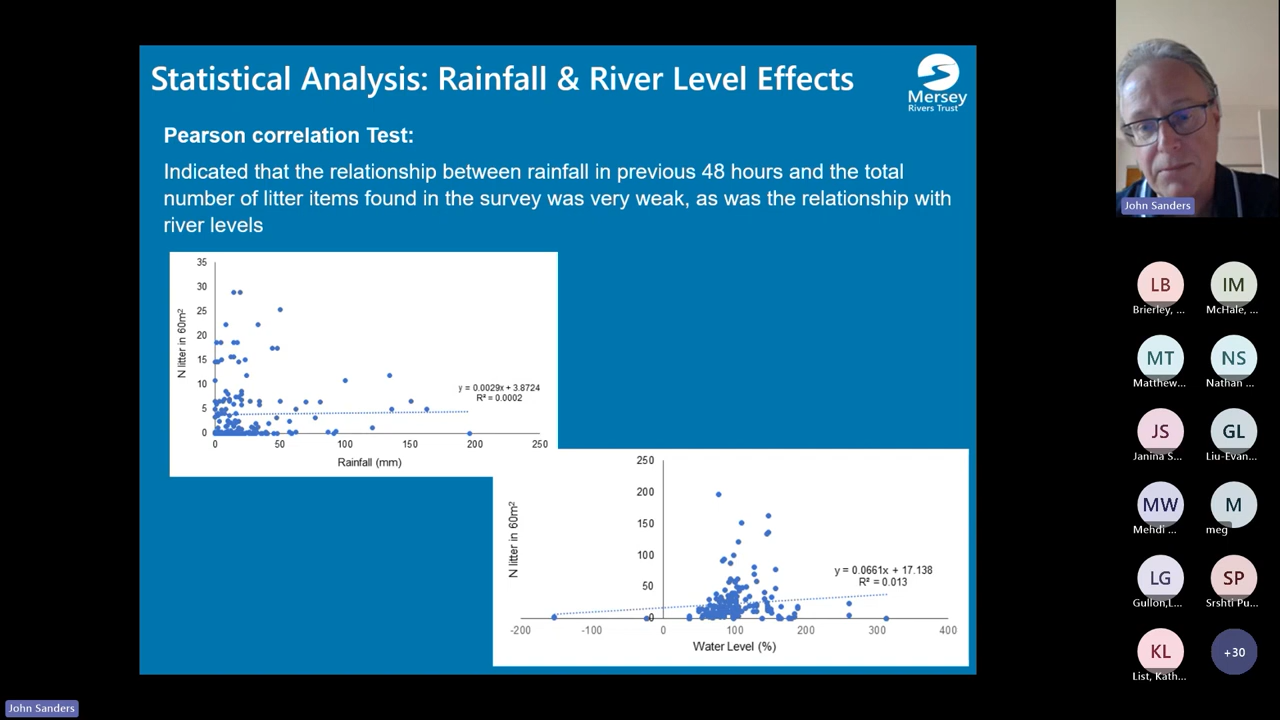 Statistical Analysis: Rainfall & River Level Effects
Mersey
Rivers Trust
Pearson correlation Test:
Indicated that the relationship between rainfall in previous 48 hours and the total
number of litter items found in the survey was very weak, as was the relationship with
river levels
35
30
25
20
15
10
5
0
N litter in 60m²
y = 0.0029x + 3.8724
R² = 0.0002
0 50 100 150 200 250
Rainfall (mm)
250
200
150
100
50
0
N litter in 60m²
y = 0.0661x + 17.138
R² = 0.013
-200 -100 0 100 200 300 400
Water Level (%)
John Sanders
LB IM
Brierley, ... McHale, ...
MT NS
Matthew... Nathan ...
JS GL
Janina S... Liu-Evan...
MW M
Mehdi ... meg
LG SP
Gullon,L... Srshti Pu...
KL +30
List, Kath...
John Sanders